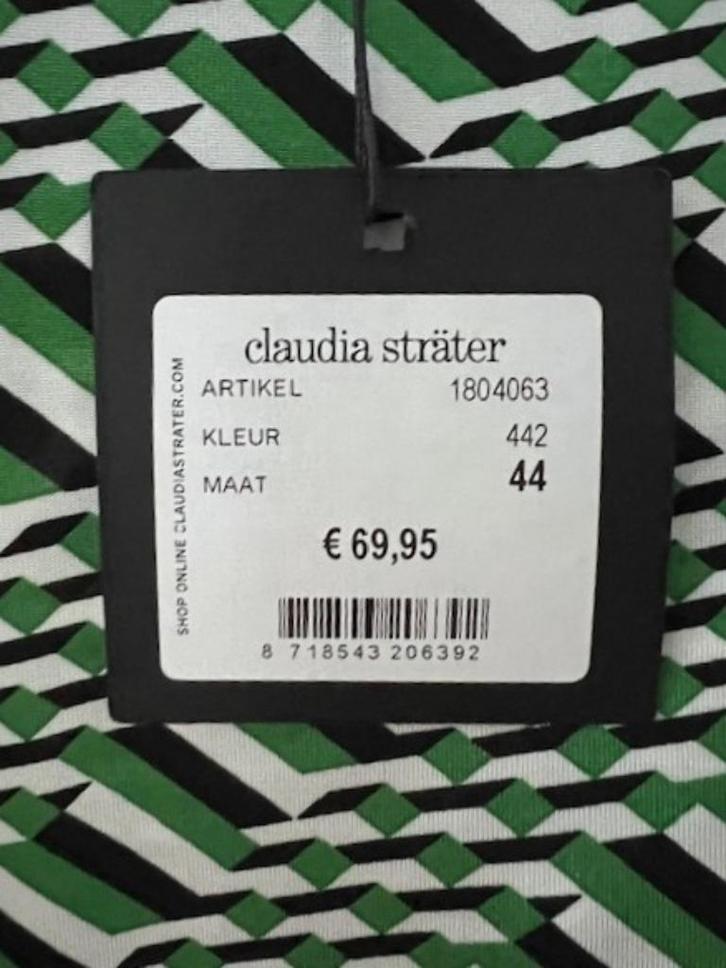 claudia sträter
ARTIKEL 1804063
KLEUR 442
MAAT 44
€ 69,95
8 718543 206392
SHOP ONLINE CLAUDIASTRATER.COM